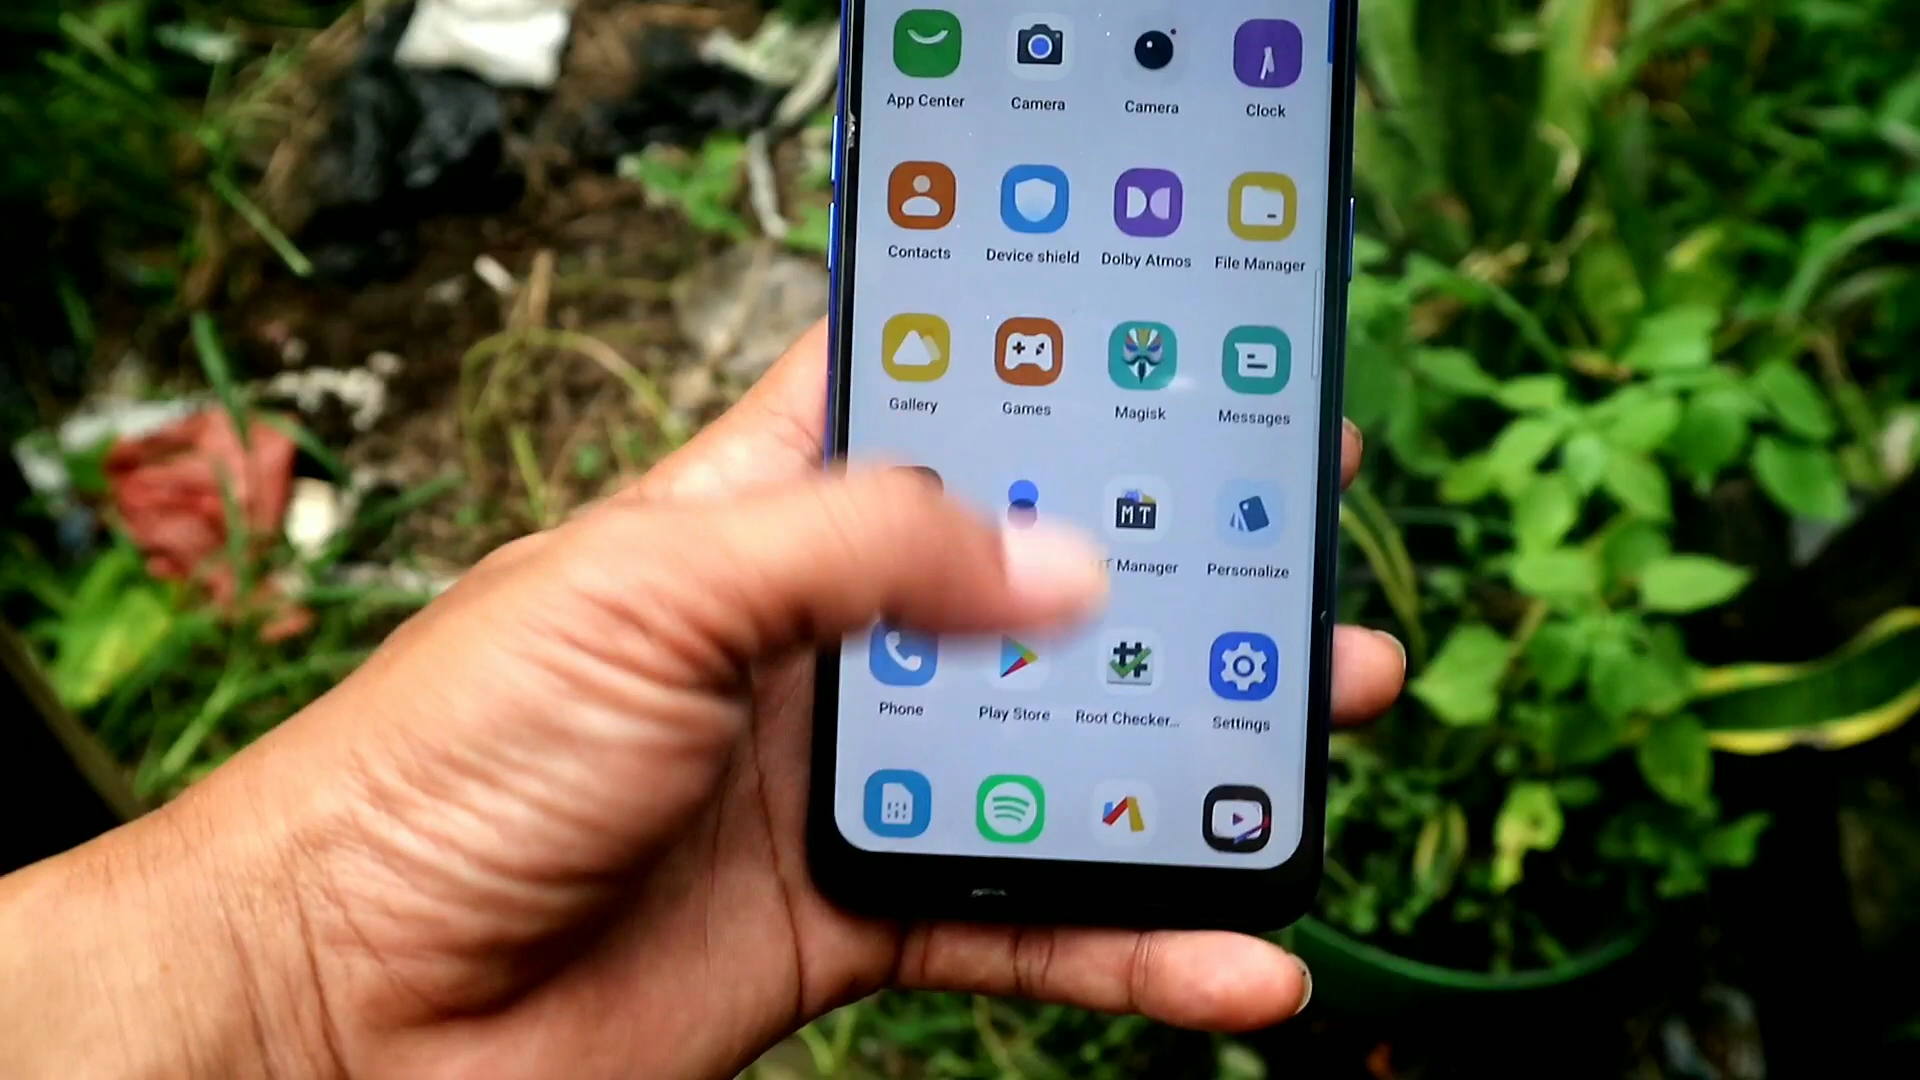 App Center Camera Camera Clock
Contacts Device shield Dolby Atmos File Manager
Gallery Games Magisk Messages
MT
Manager Personalize
Phone Play Store Root Checker... Settings